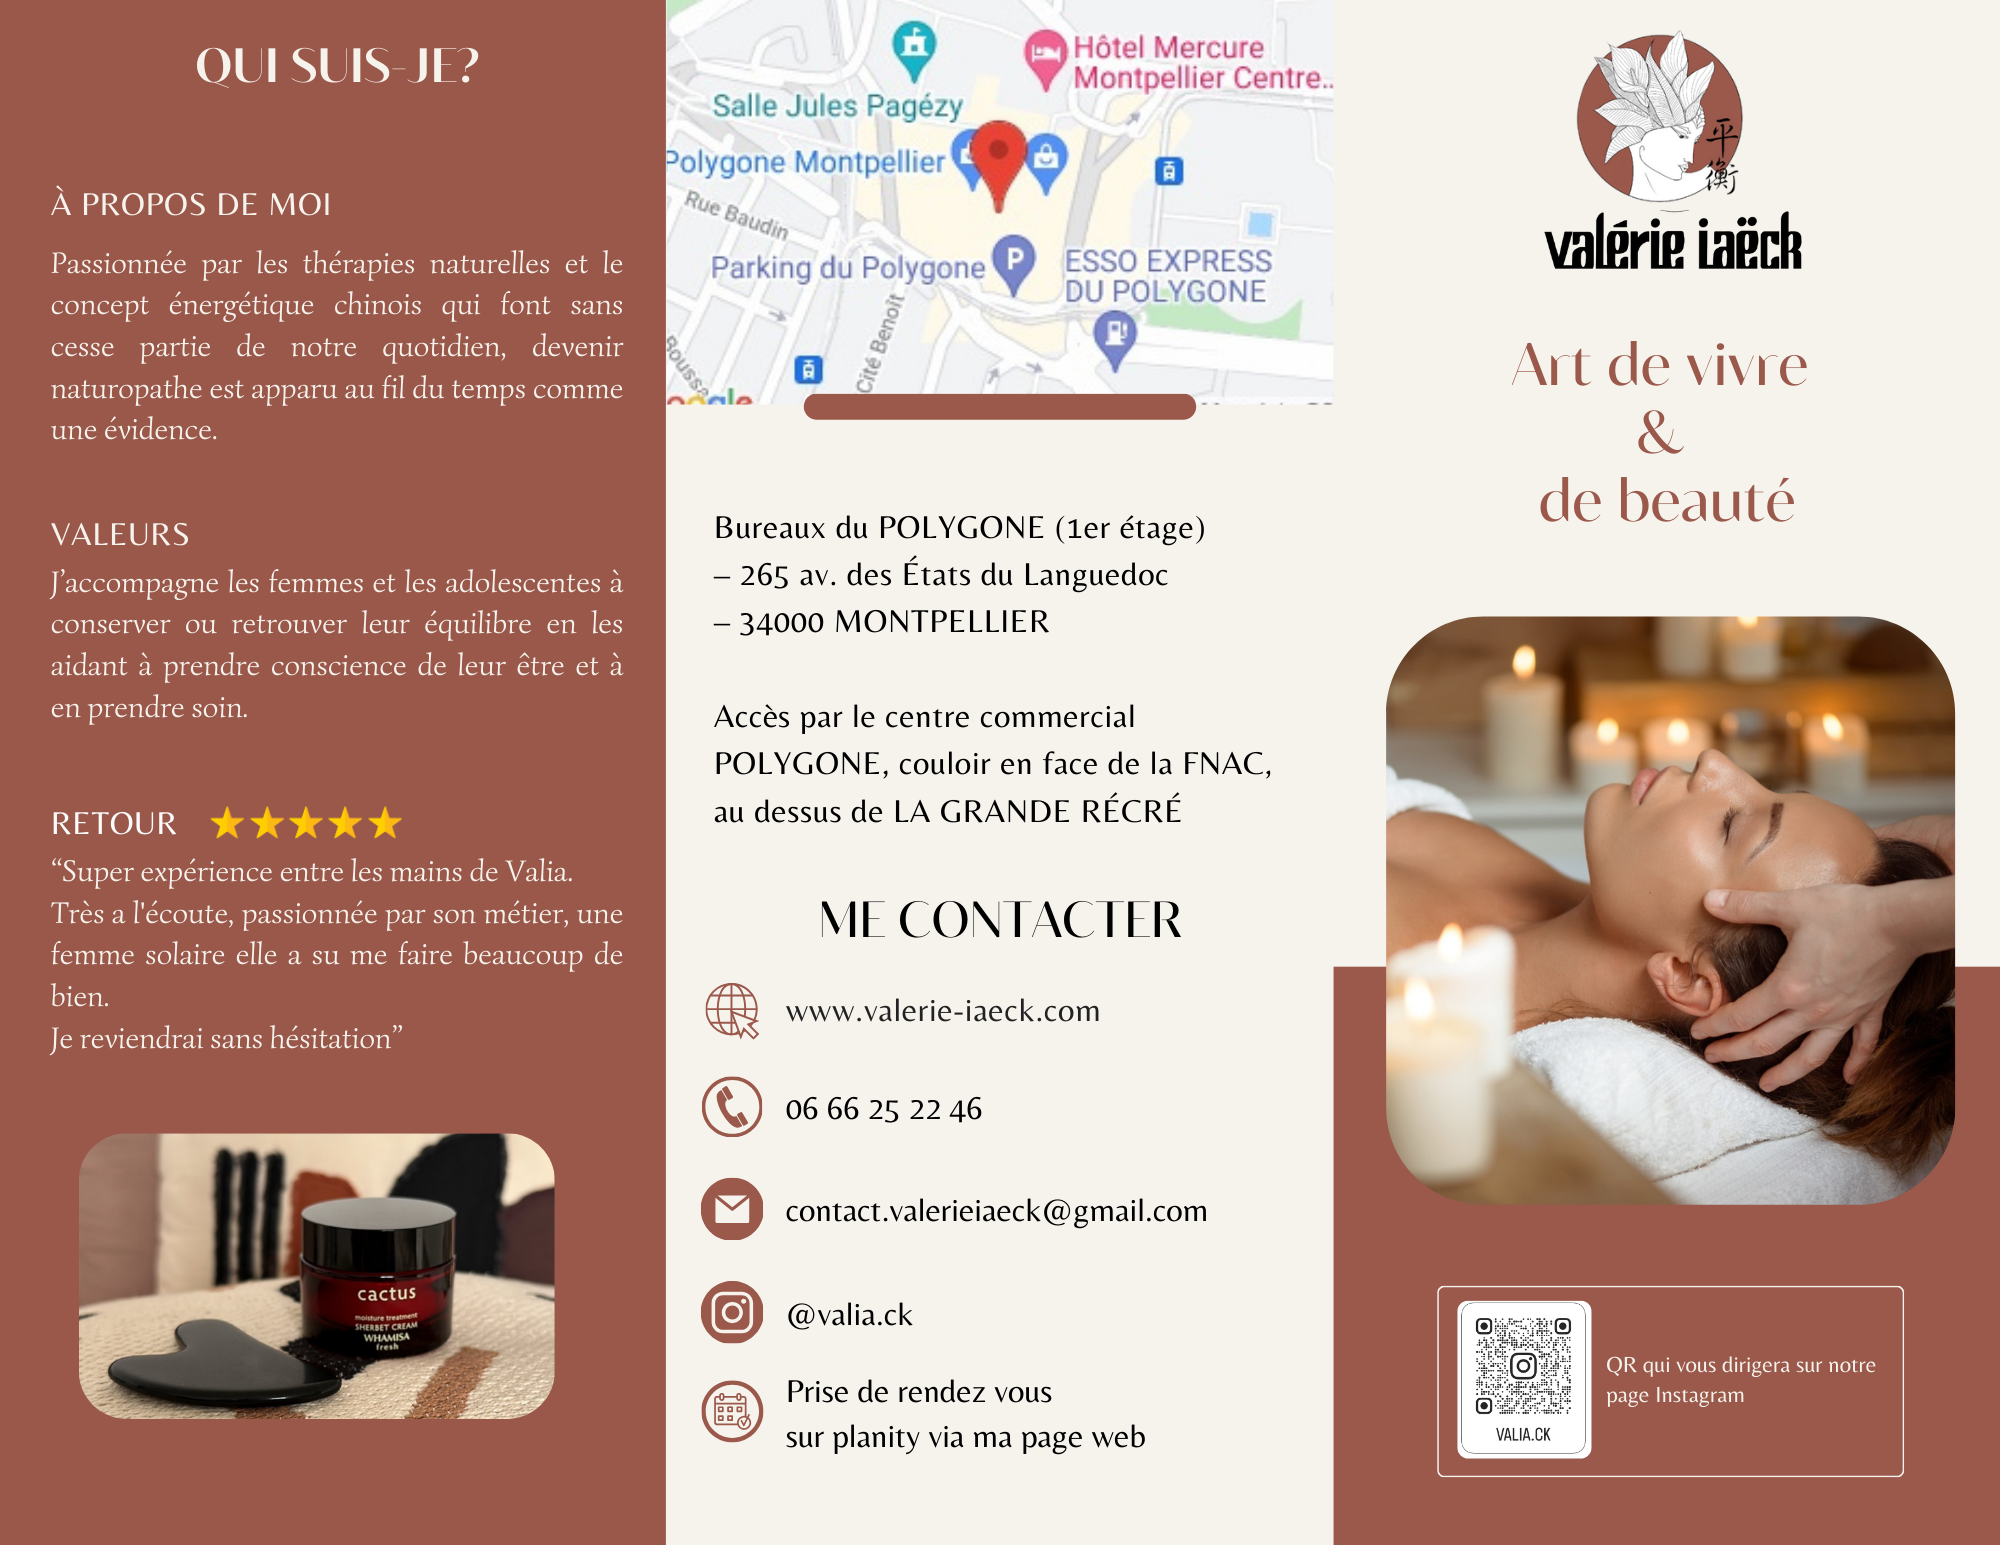 QUI SUIS-JE?
À PROPOS DE MOI
Passionnée par les thérapies naturelles et le
concept énergétique chinois qui font sans
cesse partie de notre quotidien, devenir
naturopathe est apparu au fil du temps comme
une évidence.
VALEURS
J’accompagne les femmes et les adolescentes à
conserver ou retrouver leur équilibre en les
aidant à prendre conscience de leur être et à
en prendre soin.
RETOUR
“Super expérience entre les mains de Valia.
Très a l'écoute, passionnée par son métier, une
femme solaire elle a su me faire beaucoup de
bien.
Je reviendrai sans hésitation”
cactus
moisture treatment
SHERBET CREAM
WHAMISA
fresh
Hôtel Mercure
Montpellier Centre..
Salle Jules Pagézy
Polygone Montpellier
Rue Baudin
Parking du Polygone
P
ESSO EXPRESS
DU POLYGONE
Cité Benoit
Boussa
ogle
Bureaux du POLYGONE (1er étage)
– 265 av. des États du Languedoc
– 34000 MONTPELLIER
Accès par le centre commercial
POLYGONE, couloir en face de la FNAC,
au dessus de LA GRANDE RÉCRÉ
ME CONTACTER
www.valerie-iaeck.com
06 66 25 22 46
contact.valerieiaeck@gmail.com
@valia.ck
Prise de rendez vous
sur planity via ma page web
平
衡
valérie iaëck
Art de vivre
&
de beauté
QR qui vous dirigera sur notre
page Instagram
VALIA.CK